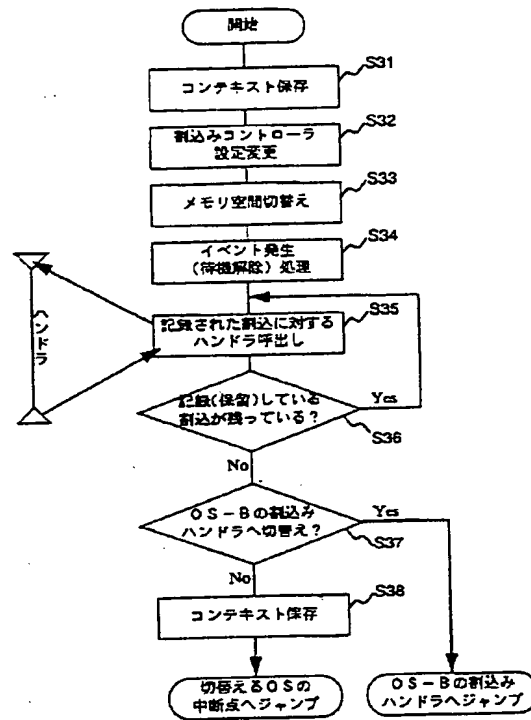 開始
コンテキスト保存
S31
割込みコントローラ
設定変更
S32
メモリ空間切替え
S33
イベント発生
(待機解除)処理
S34
ハンドラ
記録された割込に対する
ハンドラ呼出し
S35
記録(保留)している
割込が残っている?
Yes
S36
No
OS-Bの割込み
ハンドラへ切替え?
Yes
S37
No
コンテキスト保存
S38
切替えるOSの
中断点へジャンプ
OS-Bの割込み
ハンドラへジャンプ